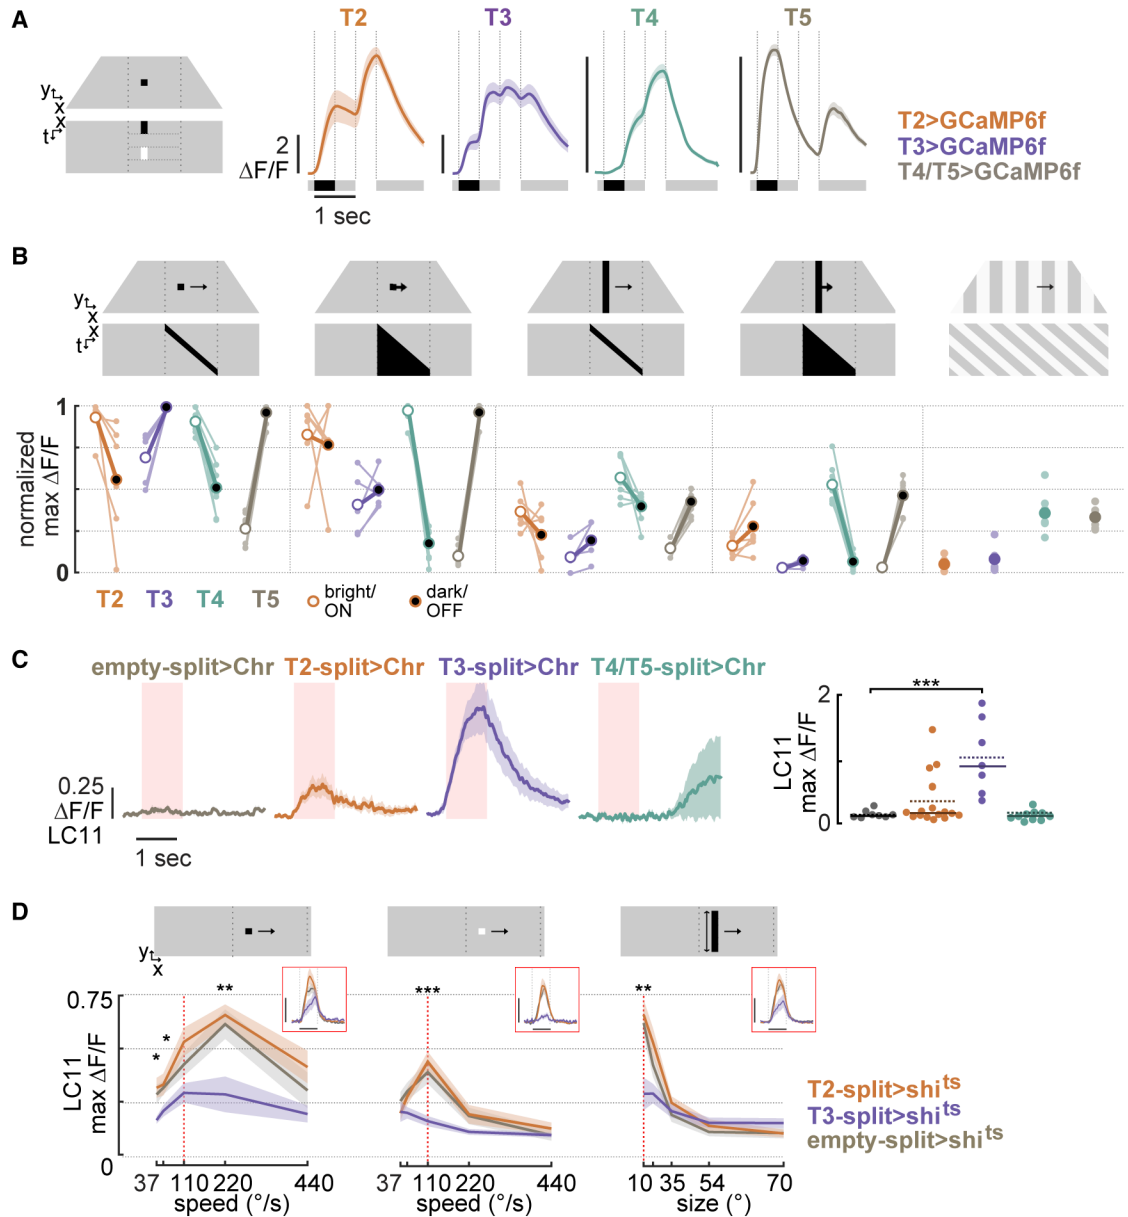 A
T2
T3
T4
T5
y
x
x
t
2
ΔF/F
1 sec
T2>GCaMP6f
T3>GCaMP6f
T4/T5>GCaMP6f
B
y
x
x
t
normalized
max ΔF/F
1
0
T2
T3
T4
T5
bright/
ON
dark/
OFF
C
empty-split>Chr
T2-split>Chr
T3-split>Chr
T4/T5-split>Chr
0.25
ΔF/F
LC11
1 sec
LC11
max ΔF/F
2
1
0
***
D
y
x
LC11
max ΔF/F
0.75
0
*
*
**
***
**
37 110 220 440
speed (°/s)
37 110 220 440
speed (°/s)
10 35 54 70
size (°)
T2-split>shi^ts
T3-split>shi^ts
empty-split>shi^ts